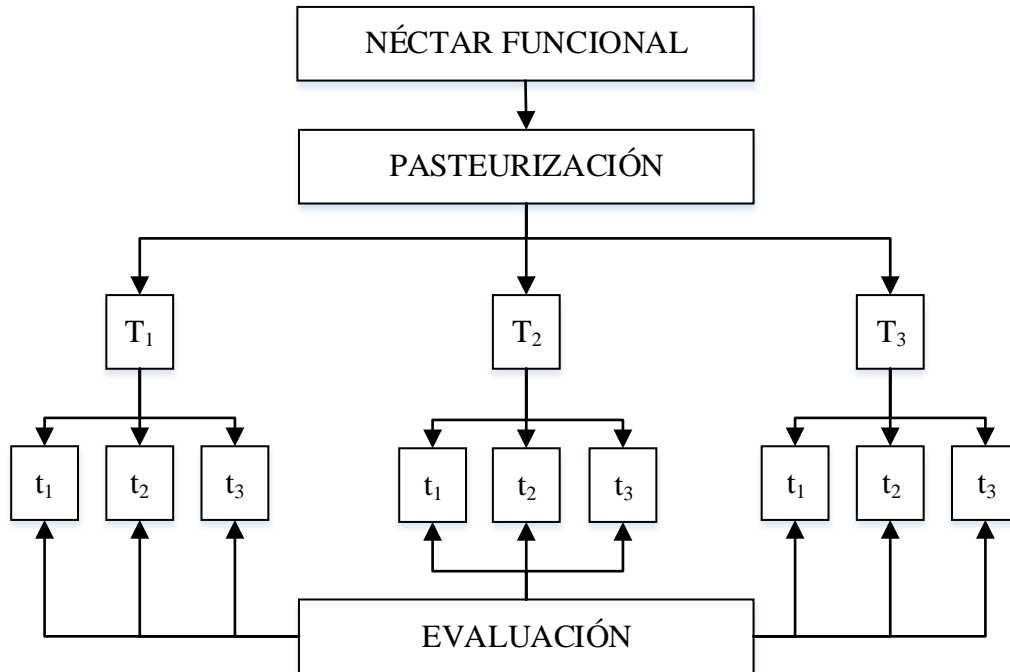 NÉCTAR FUNCIONAL
PASTEURIZACIÓN
T₁ T₂ T₃
t₁ t₂ t₃ t₁ t₂ t₃ t₁ t₂ t₃
EVALUACIÓN